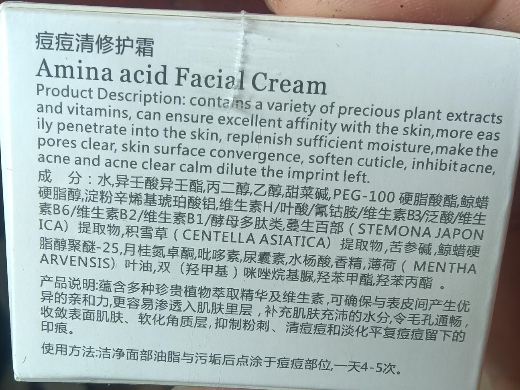 痘痘清修护霜
Amina acid Facial Cream
Product Description: contains a variety of precious plant extracts
and vitamins, can ensure excellent affinity with the skin,more eas
ily penetrate into the skin, replenish sufficient moisture,make the
pores clear, skin surface convergence, soften cuticle, inhibit acne,
acne and acne clear calm dilute the imprint left.
成 分：水,异壬酸异壬酯,丙二醇,乙醇,甜菜碱,PEG-100 硬脂酸酯,鲸蜡
硬脂醇,淀粉辛烯基琥珀酸铝,维生素H/叶酸/氰钴胺/维生素B3/泛酸/维生
素B6/维生素B2/维生素B1/酵母多肽类,蔓生百部 (STEMONA JAPON
ICA) 提取物,积雪草 (CENTELLA ASIATICA) 提取物,苦参碱,鲸蜡硬
脂醇聚醚-25,月桂氮卓酮,吡哆素,尿囊素,水杨酸,香精,薄荷 ( MENTHA
ARVENSIS) 叶油,双 (羟甲基) 咪唑烷基脲,羟苯甲酯,羟苯丙酯 。
产品说明:蕴含多种珍贵植物萃取精华及维生素,可确保与表皮间产生优
异的亲和力,更容易渗透入肌肤里层 , 补充肌肤充沛的水分,令毛孔通畅,
收敛表面肌肤、软化角质层,抑制粉刺、清痘痘和淡化平复痘痘留下的
印痕。
使用方法:洁净面部油脂与污垢后点涂于痘痘部位,一天4-5次。